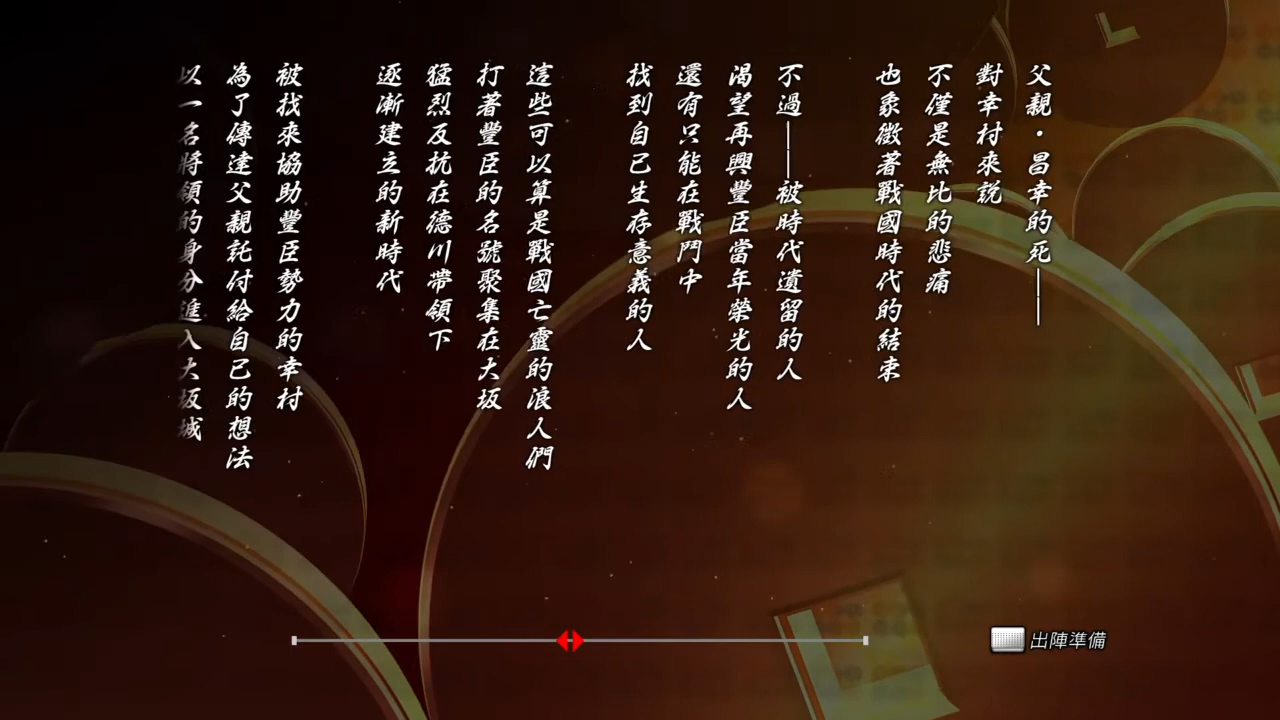 父親・昌幸的死——
對幸村來說
不僅是無比的悲痛
也象徵著戰國時代的結束
不過——被時代遺留的人
渴望再興豐臣當年榮光的人
還有只能在戰鬥中
找到自己生存意義的人
這些可以算是戰國亡靈的浪人們
打著豐臣的名號聚集在大坂
猛烈反抗在德川帶領下
逐漸建立的新時代
被找來協助豐臣勢力的幸村
為了傳達父親託付給自己的想法
以一名將領的身分進入大坂城
出陣準備